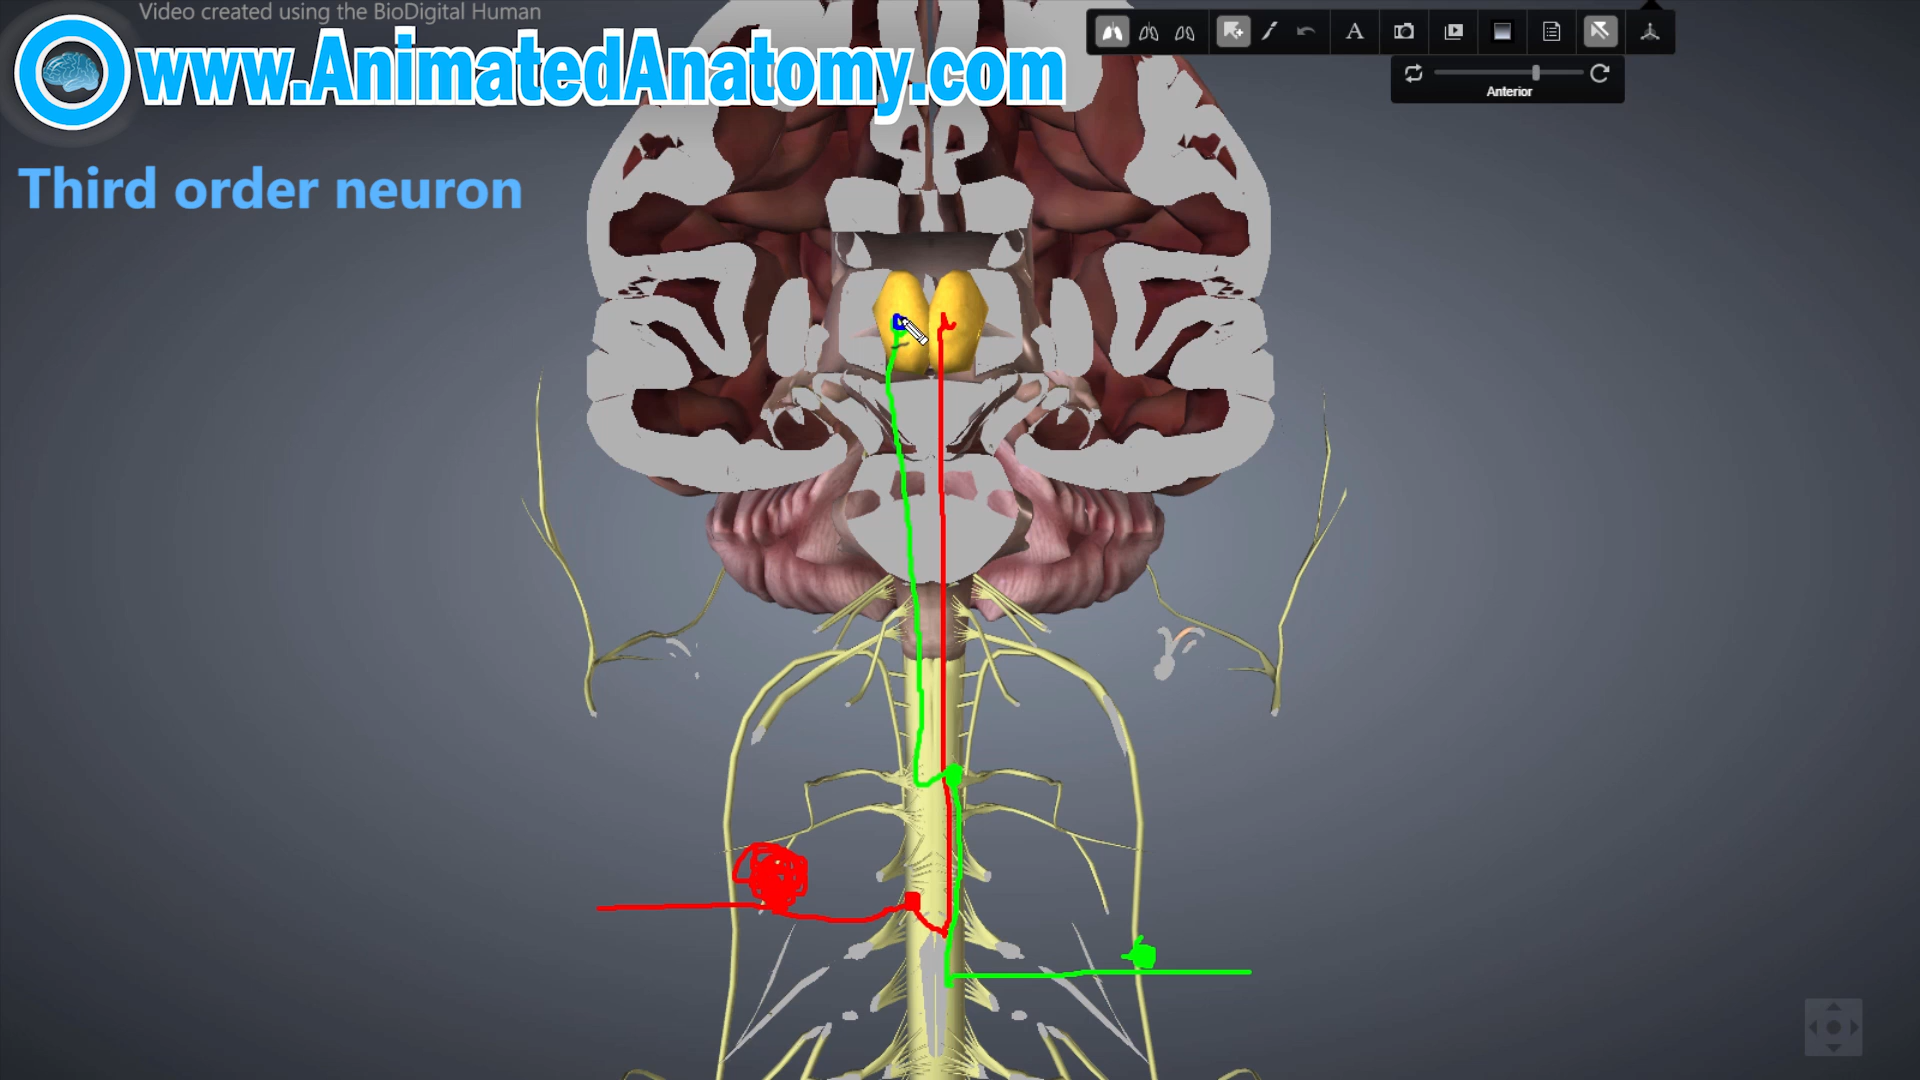 Video created using the BioDigital Human
www.AnimatedAnatomy.com
Third order neuron
A
Anterior